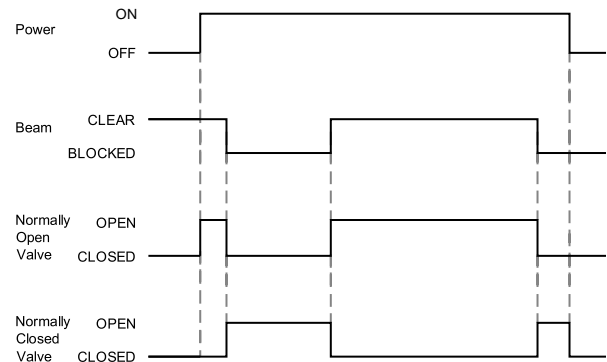 ON
Power
OFF
CLEAR
Beam
BLOCKED
Normally
Open
Valve
OPEN
CLOSED
Normally
Closed
Valve
OPEN
CLOSED